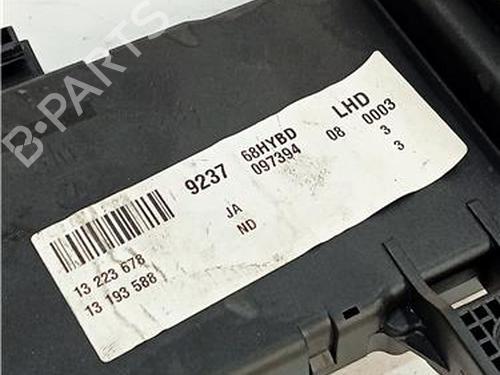 B-PARTS
9237 68HYBD LHD
097394 08 0003
JA 3
ND 3
13 223 678
13 193 588